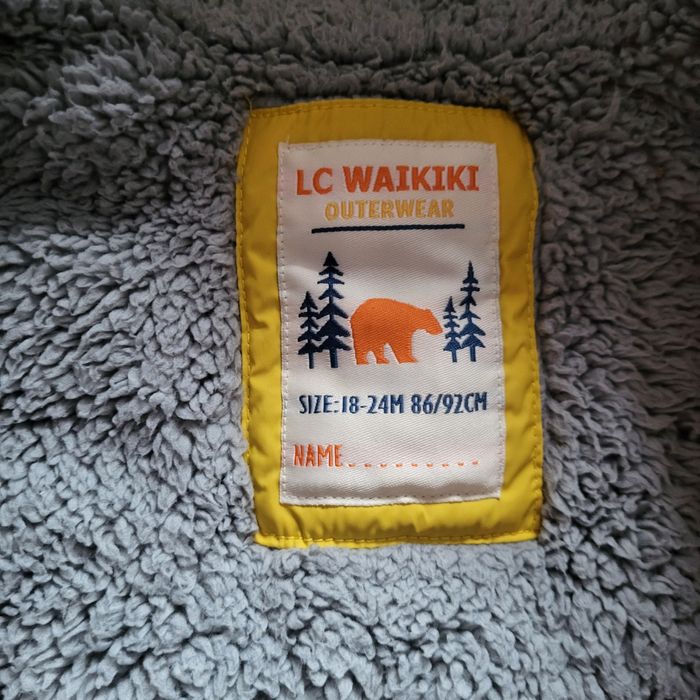 LC WAIKIKI
OUTERWEAR
SIZE:18-24M 86/92CM
NAME..........